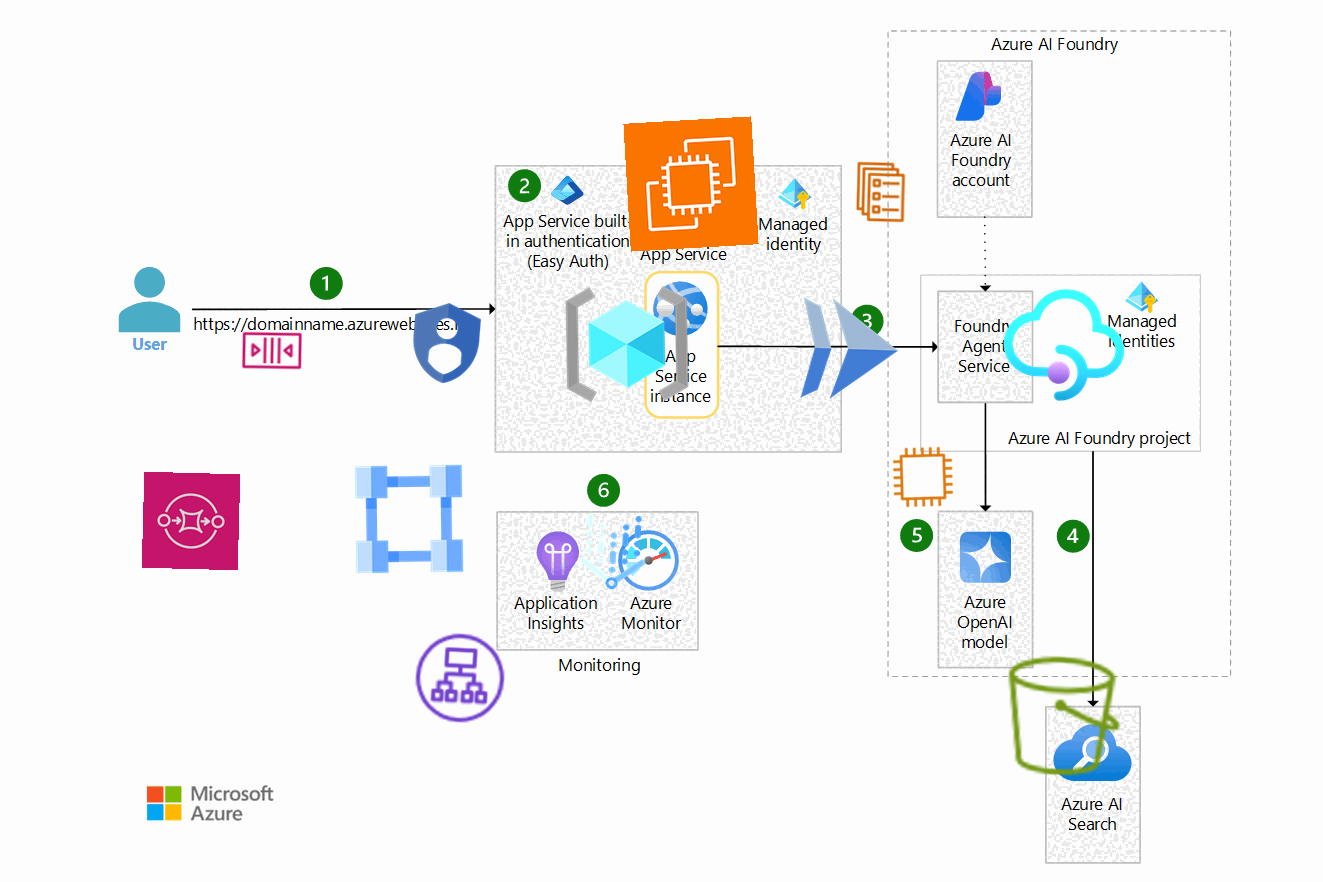 Azure AI Foundry
Azure AI
Foundry
account
1
https://domainname.azureweb
User
2
App Service built-
in authentication
(Easy Auth)
App Service
Managed
identity
App
Service
instance
3
Foundry
Agent
Service
Managed
identities
Azure AI Foundry project
4
5
Azure
OpenAI
model
6
Application
Insights
Azure
Monitor
Monitoring
Azure AI
Search
Microsoft
Azure